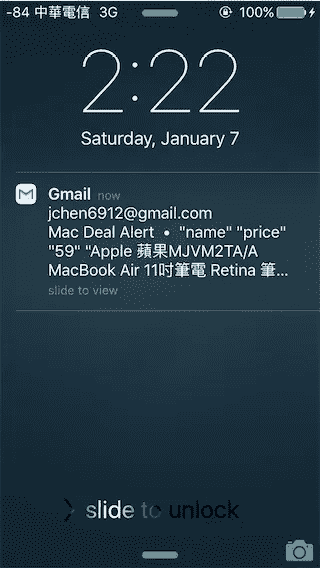 -84 中華電信 3G 100%
2:22
Saturday, January 7
Gmail now
jchen6912@gmail.com
Mac Deal Alert • "name" "price"
"59" "Apple 蘋果MJVM2TA/A
MacBook Air 11吋筆電 Retina 筆...
slide to view
slide to unlock